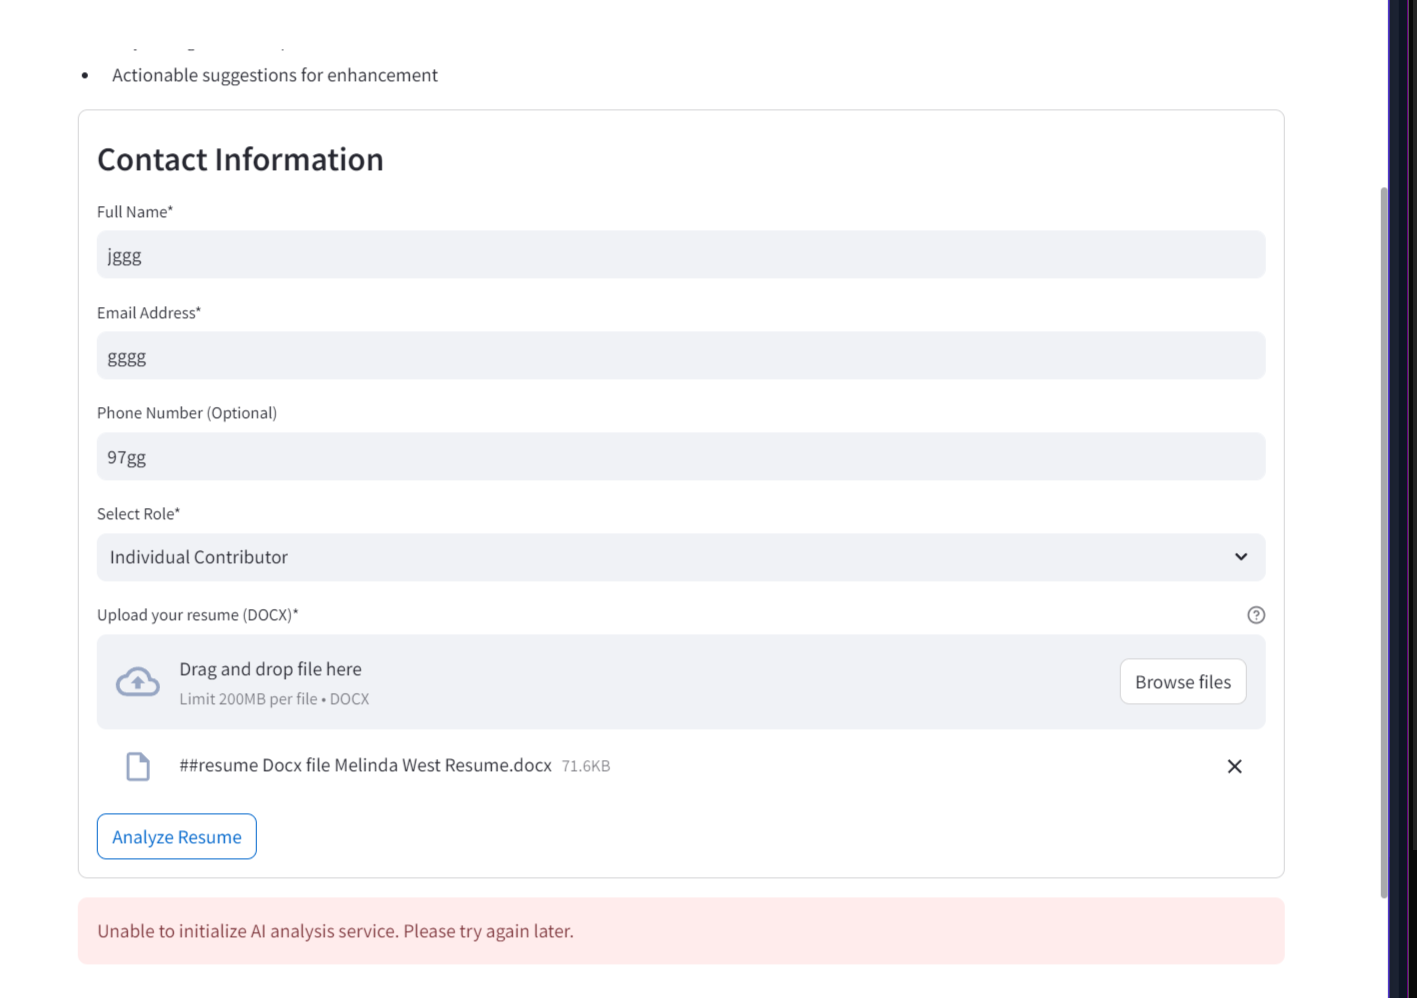 Actionable suggestions for enhancement
Contact Information
Full Name*
jggg
Email Address*
gggg
Phone Number (Optional)
97gg
Select Role*
Individual Contributor
Upload your resume (DOCX)*
Drag and drop file here
Limit 200MB per file • DOCX
Browse files
##resume Docx file Melinda West Resume.docx 71.6KB
Analyze Resume
Unable to initialize AI analysis service. Please try again later.